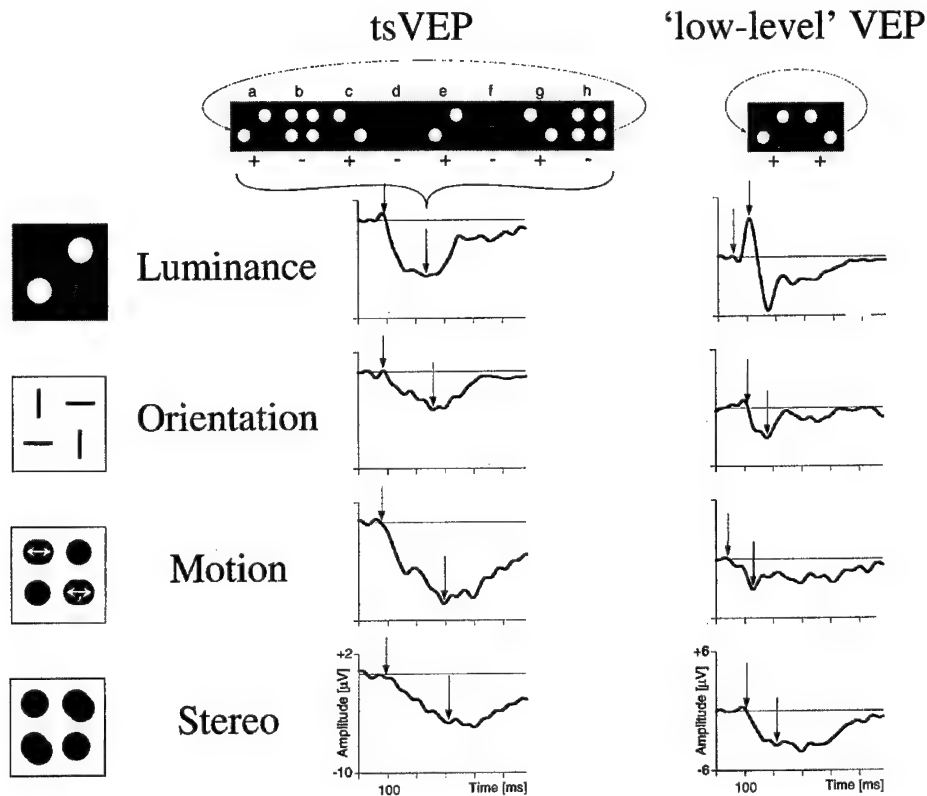 tsVEP 'low-level' VEP
a b c d e f g h
+ - + - + - + -
+ +
Luminance
Orientation
Motion
Stereo
+2
Amplitude [µV]
-10
100 Time [ms]
+6
Amplitude [µV]
-6
100 Time [ms]